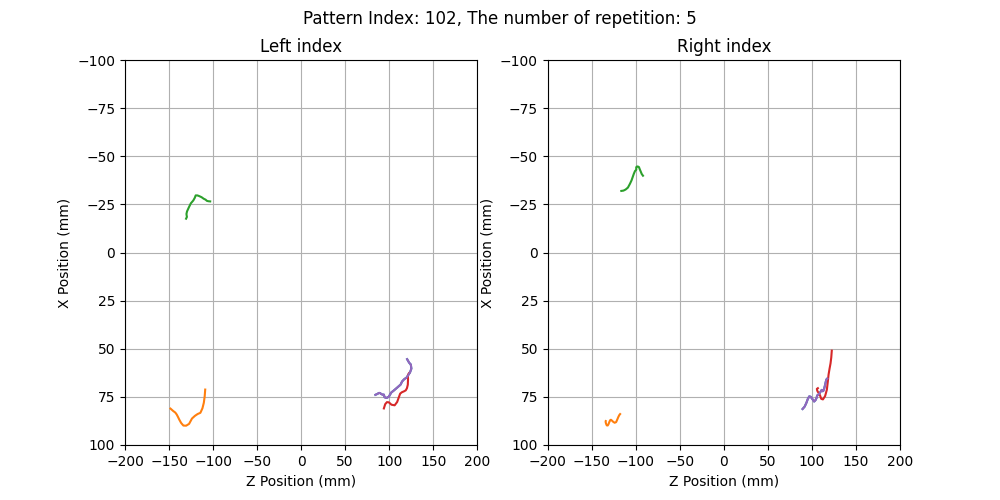 Pattern Index: 102, The number of repetition: 5
Left index
Right index
−100
−75
−50
−25
0
25
50
75
100
X Position (mm)
−200 −150 −100 −50 0 50 100 150 200
Z Position (mm)
−100
−75
−50
−25
0
25
50
75
100
X Position (mm)
−200 −150 −100 −50 0 50 100 150 200
Z Position (mm)